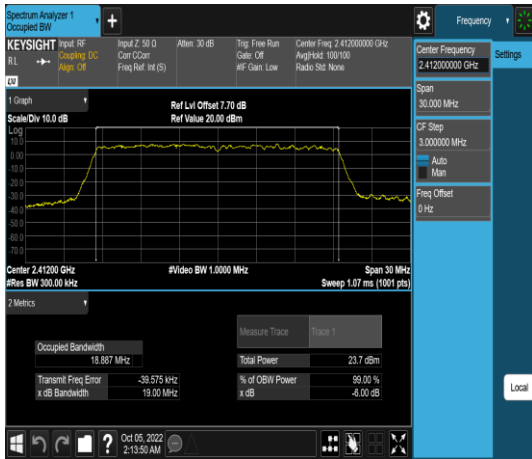 Spectrum Analyzer 1
Occupied BW
+
Frequency
KEYSIGHT
R L
LXI
Input: RF
Coupling: DC
Align: Off
Input Z: 50 Ω
Corr CCorr
Freq Ref: Int (S)
Atten: 30 dB
Trig: Free Run
Gate: Off
#IF Gain: Low
Center Freq: 2.412000000 GHz
Avg|Hold: 100/100
Radio Std: None
Center Frequency
2.412000000 GHz
Settings
Span
30.000 MHz
CF Step
3.000000 MHz
Auto
Man
Freq Offset
0 Hz
1 Graph
Scale/Div 10.0 dB
Ref Lvl Offset 7.70 dB
Ref Value 20.00 dBm
Log
10.0
0.00
-10.0
-20.0
-30.0
-40.0
-50.0
-60.0
-70.0
Center 2.41200 GHz
#Res BW 300.00 kHz
#Video BW 1.0000 MHz
Span 30 MHz
Sweep 1.07 ms (1001 pts)
2 Metrics
Measure Trace
Trace 1
Occupied Bandwidth
18.887 MHz
Total Power
23.7 dBm
Transmit Freq Error
-39.575 kHz
% of OBW Power
99.00 %
x dB Bandwidth
19.00 MHz
x dB
-6.00 dB
Local
?
Oct 05, 2022
2:13:50 AM